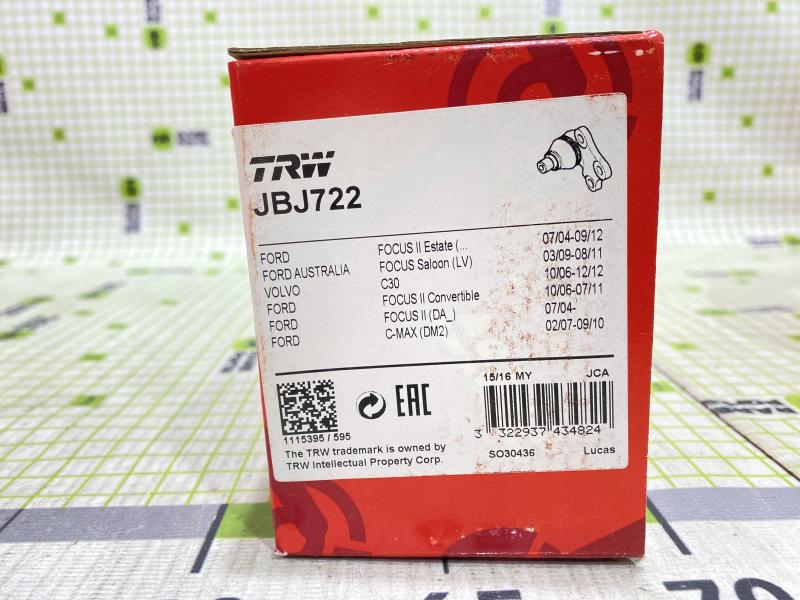 TRW
JBJ722
FORD FOCUS II Estate (... 07/04-09/12
FORD AUSTRALIA FOCUS Saloon (LV) 03/09-08/11
VOLVO C30 10/06-12/12
FORD FOCUS II Convertible 10/06-07/11
FORD FOCUS II (DA_) 07/04-
FORD C-MAX (DM2) 02/07-09/10
15/16 MY JCA
EAC
1115395 / 595
3 322937 434824
The TRW trademark is owned by
TRW Intellectual Property Corp.
SO30436 Lucas